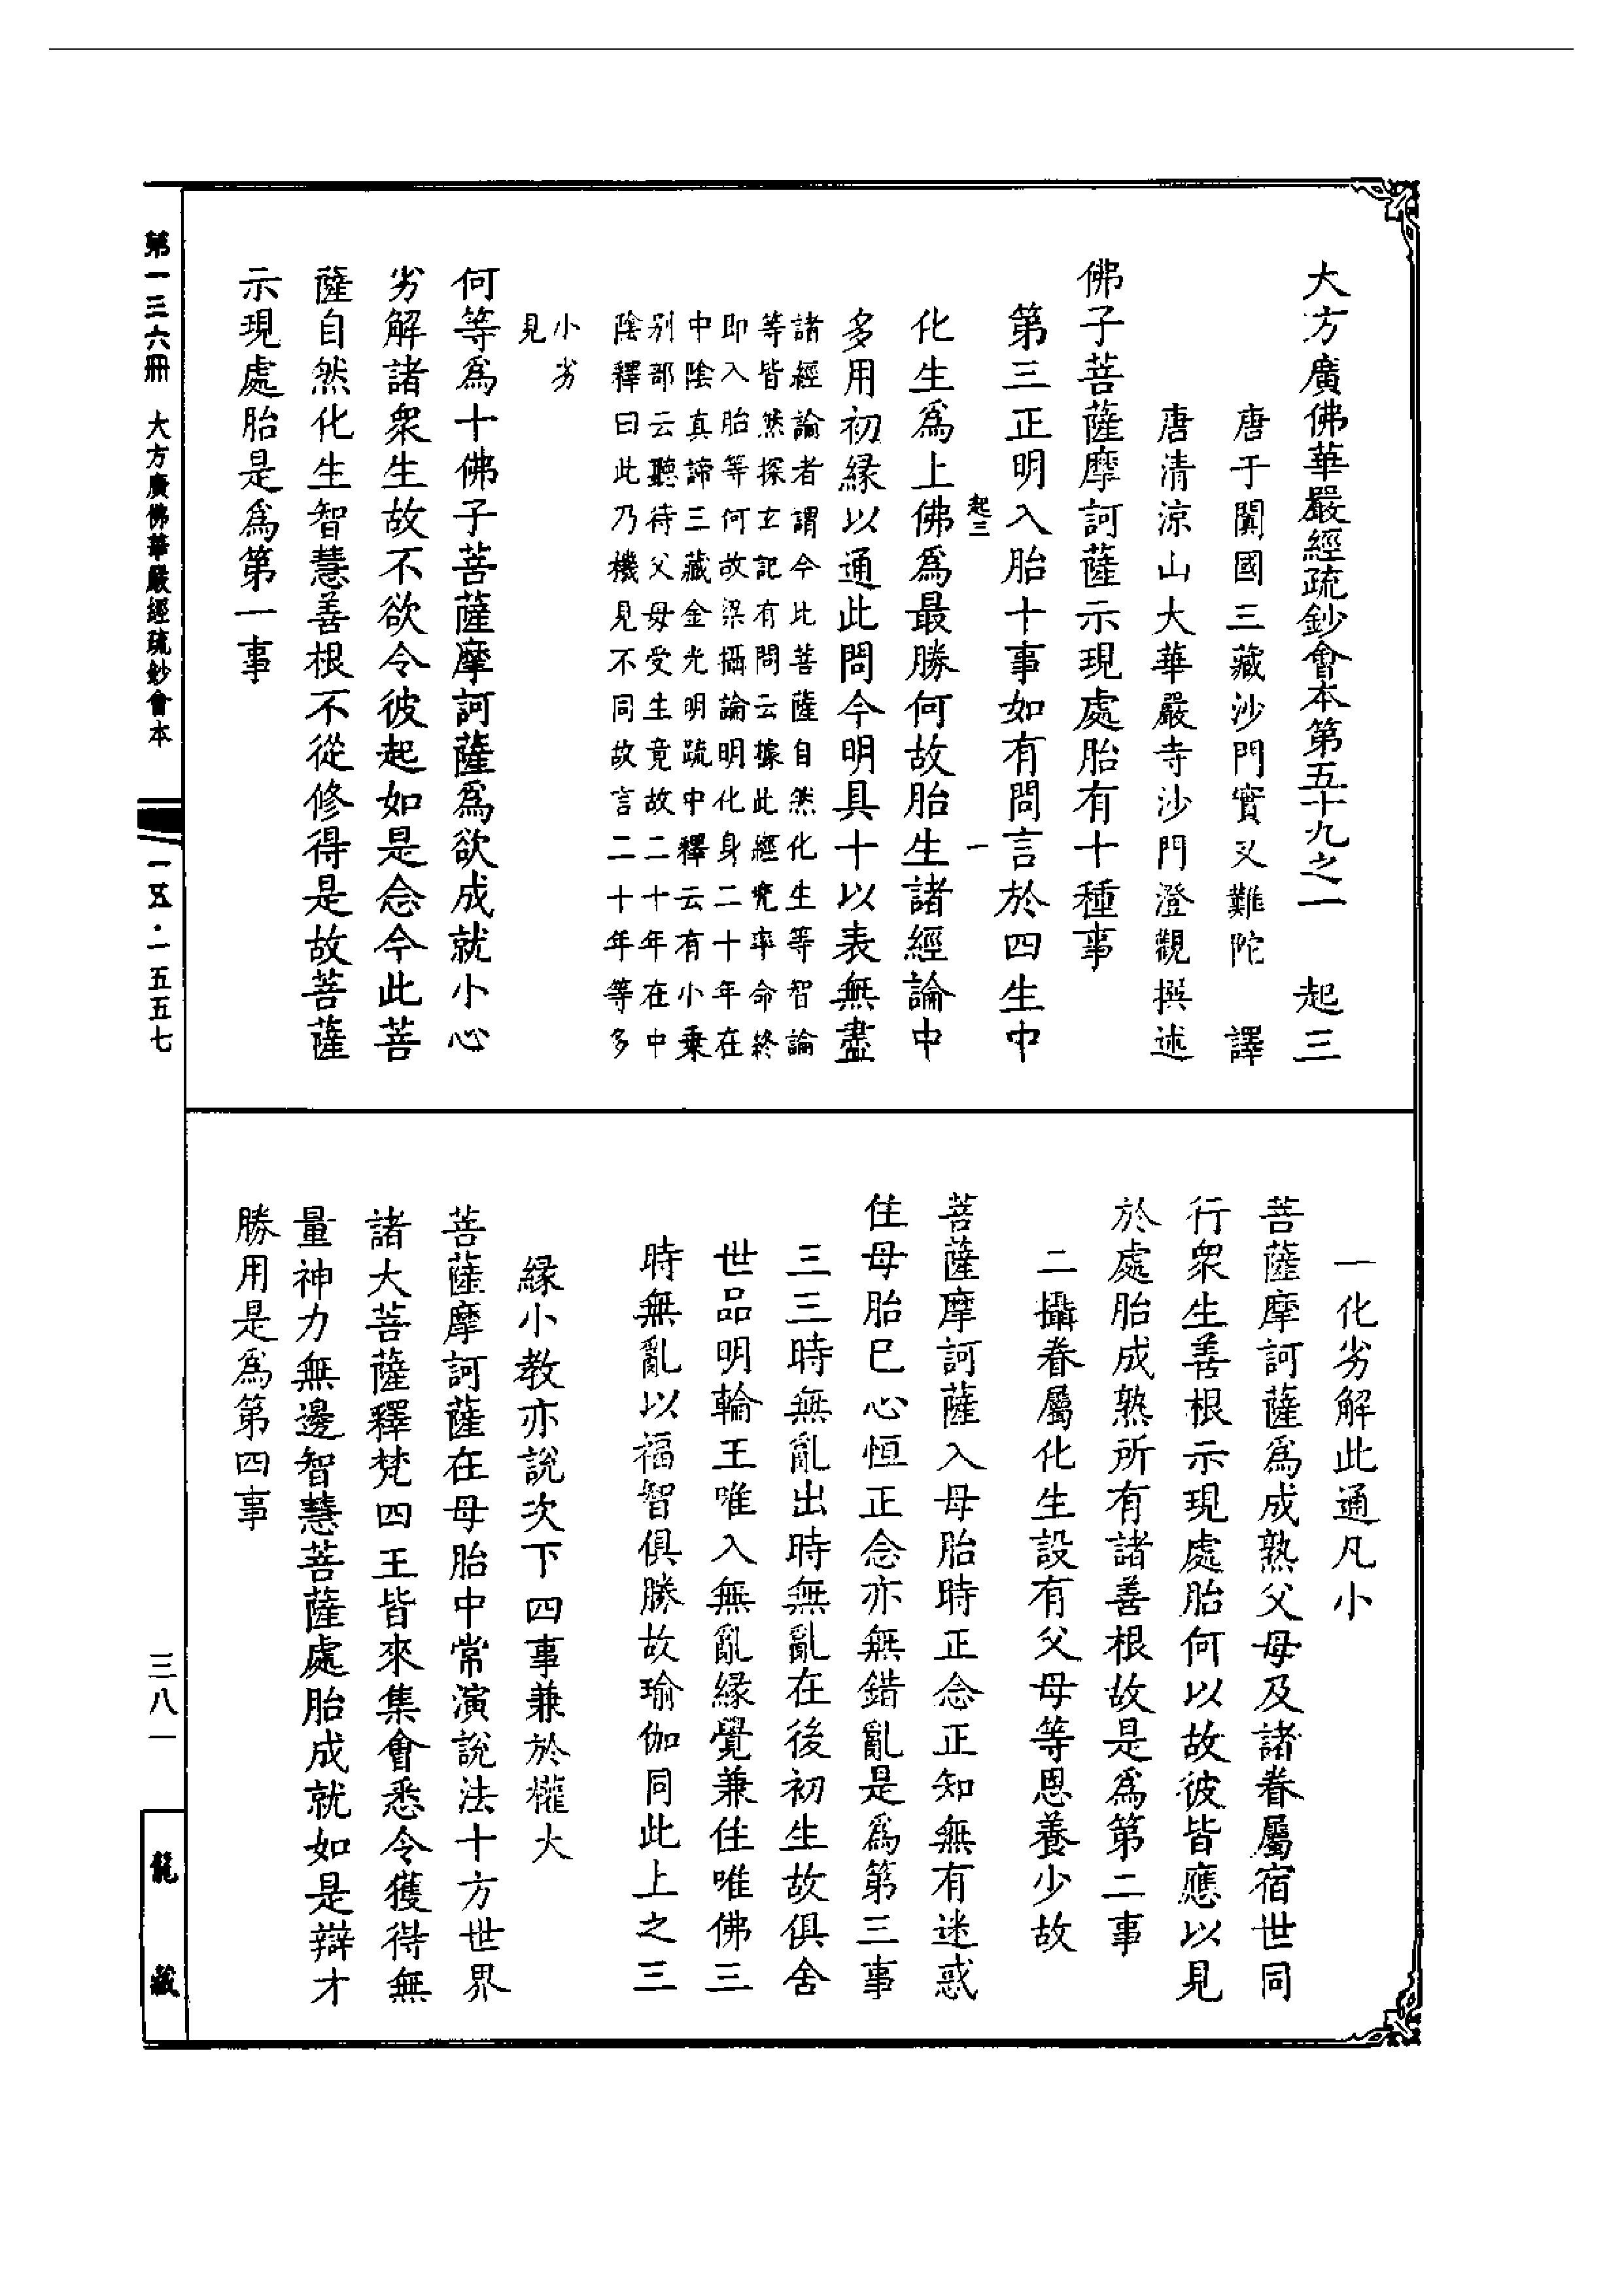 大方廣佛華嚴經疏鈔會本第五十九之一　起三
唐于闐國三藏沙門實叉難陀　譯
唐清涼山大華嚴寺沙門澄觀撰述
佛子菩薩摩訶薩示現處胎有十種事
第三正明入胎十事如有問言於四生中
起三　一
化生爲上佛爲最勝何故胎生諸經論中
多用初緣以通此問今明具十以表無盡
諸經論者謂今此菩薩自然化生等智論
等皆然探玄記有問云據此經兜率命終
即入胎等何故梁攝論明化身二十年在
中陰真諦三藏金光明疏中釋云有小乗
别部云聽待父母受生竟故二十年在中
陰釋曰此乃機見不同故言二十年等多
小劣
見
何等爲十佛子菩薩摩訶薩爲欲成就小心
劣解諸衆生故不欲令彼起如是念今此菩
薩自然化生智慧善根不從修得是故菩薩
示現處胎是爲第一事
一化劣解此通凡小
菩薩摩訶薩爲成熟父母及諸眷屬宿世同
行衆生善根示現處胎何以故彼皆應以見
於處胎成熟所有諸善根故是爲第二事
二攝眷屬化生設有父母等恩養少故
菩薩摩訶薩入母胎時正念正知無有迷惑
住母胎已心恒正念亦無錯亂是爲第三事
三三時無亂出時無亂在後初生故俱舍
世品明輪王唯入無亂緣覺兼住唯佛三
時無亂以福智俱勝故瑜伽同此上之三
緣小教亦說次下四事兼於權大
菩薩摩訶薩在母胎中常演說法十方世界
諸大菩薩釋梵四王皆來集會悉令獲得無
量神力無邊智慧菩薩處胎成就如是辯才
勝用是爲第四事
第一三六冊　大方廣佛華嚴經疏鈔會本
一五·一五五七
三八一
龍藏